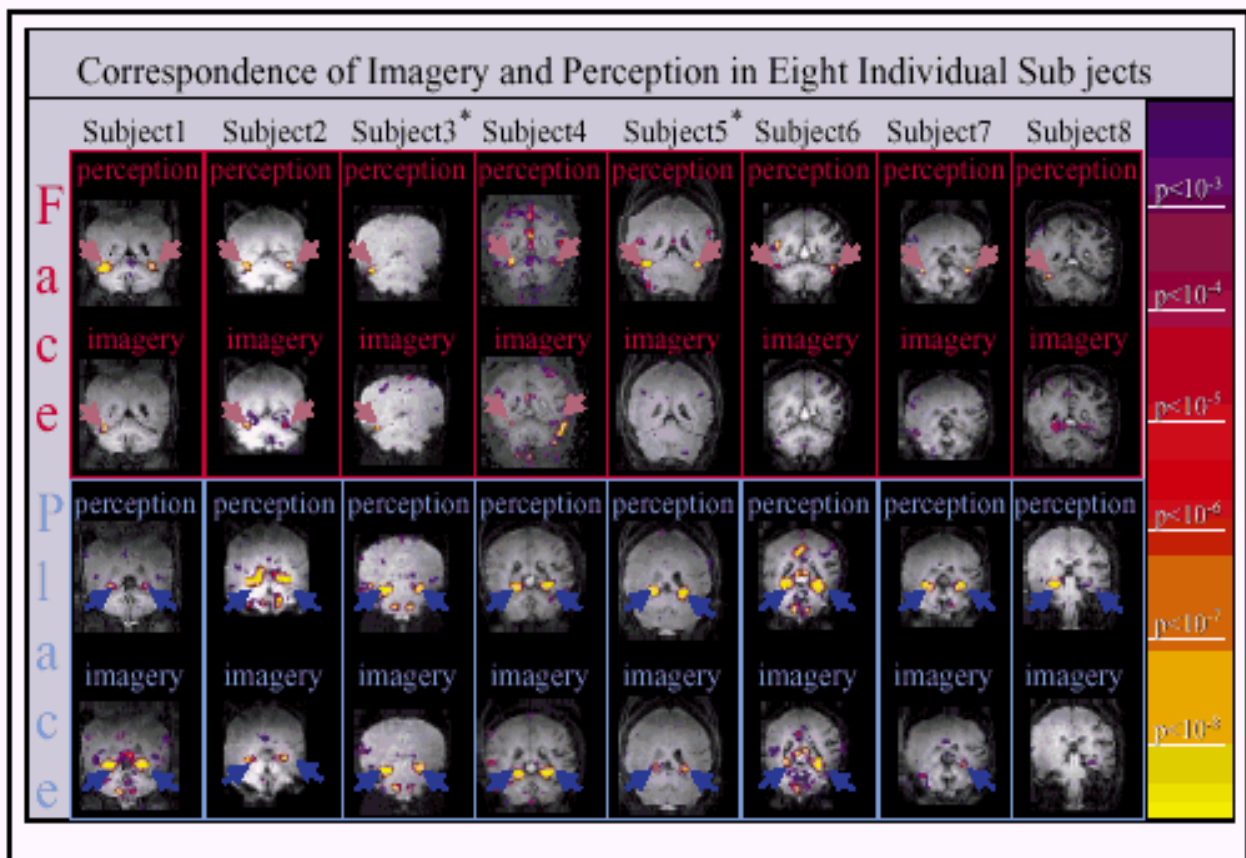 Correspondence of Imagery and Perception in Eight Individual Sub jects
Subject1 Subject2 Subject3* Subject4 Subject5* Subject6 Subject7 Subject8
Face
perception perception perception perception perception perception perception perception
imagery imagery imagery imagery imagery imagery imagery imagery
Place
perception perception perception perception perception perception perception perception
imagery imagery imagery imagery imagery imagery imagery imagery
p<10⁻³
p<10⁻⁴
p<10⁻⁵
p<10⁻⁶
p<10⁻⁷
p<10⁻⁸